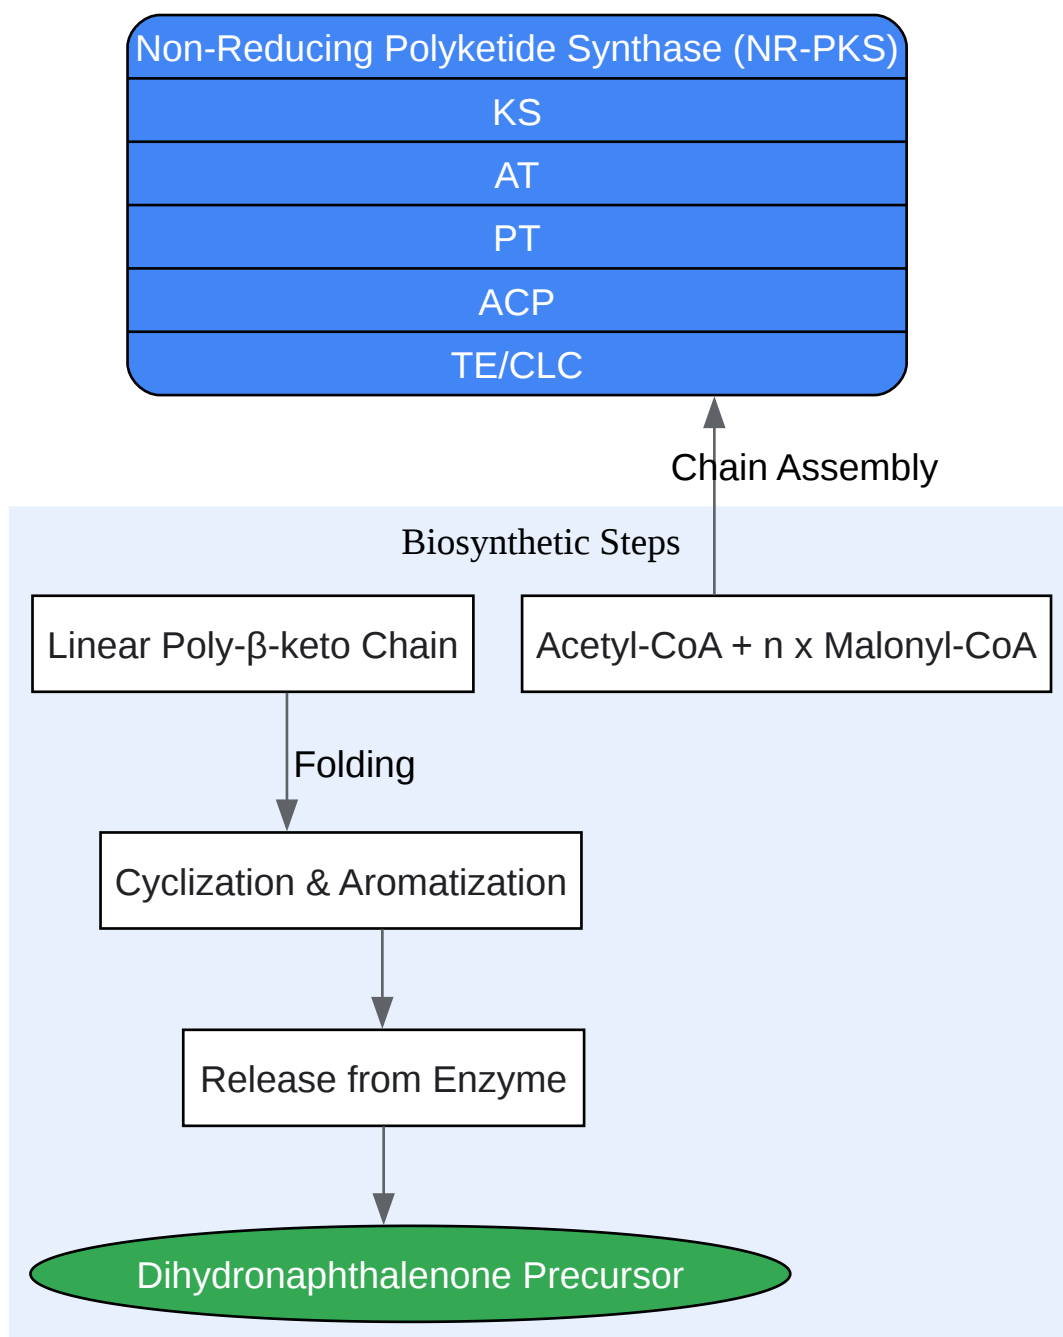 Non-Reducing Polyketide Synthase (NR-PKS)
KS
AT
PT
ACP
TE/CLC
Chain Assembly
Biosynthetic Steps
Linear Poly-β-keto Chain
Acetyl-CoA + n x Malonyl-CoA
Folding
Cyclization & Aromatization
Release from Enzyme
Dihydronaphthalenone Precursor